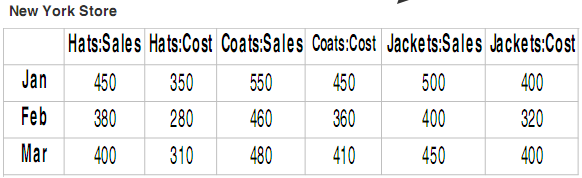 New York Store
Hats:Sales Hats:Cost Coats:Sales Coats:Cost Jackets:Sales Jackets:Cost
Jan 450 350 550 450 500 400
Feb 380 280 460 360 400 320
Mar 400 310 480 410 450 400